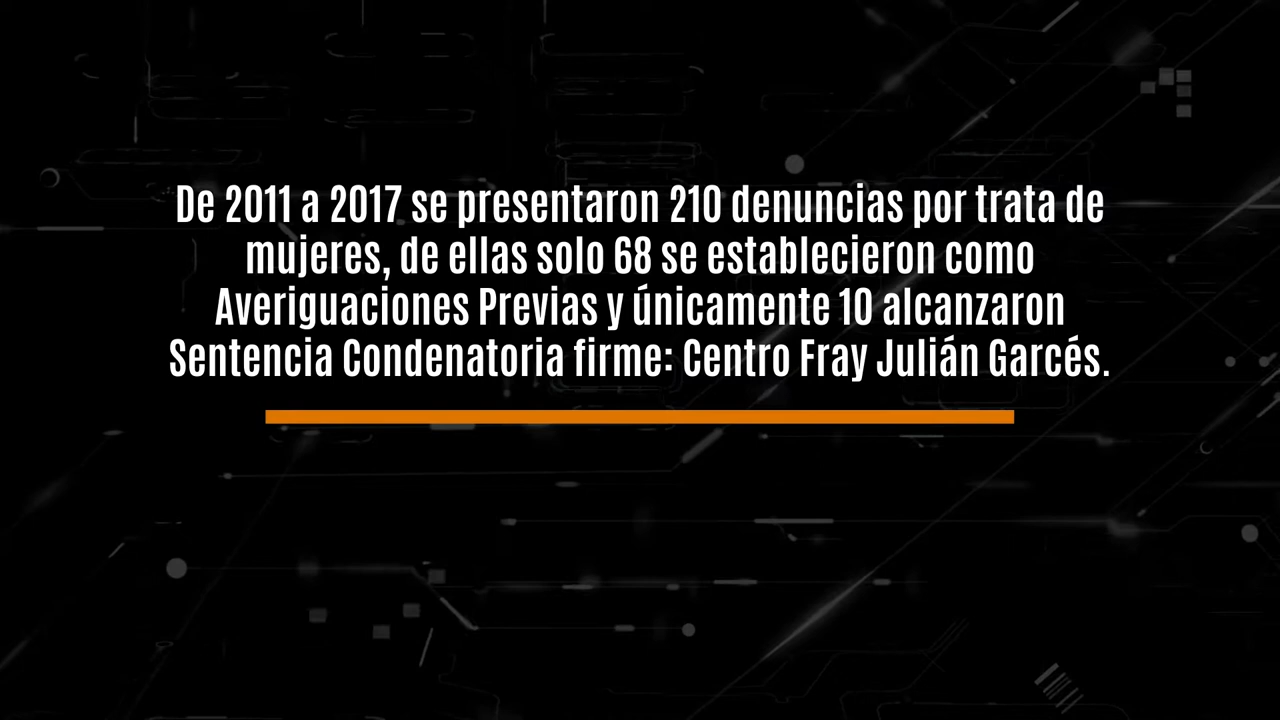 De 2011 a 2017 se presentaron 210 denuncias por trata de
mujeres, de ellas solo 68 se establecieron como
Averiguaciones Previas y únicamente 10 alcanzaron
Sentencia Condenatoria firme: Centro Fray Julián Garcés.